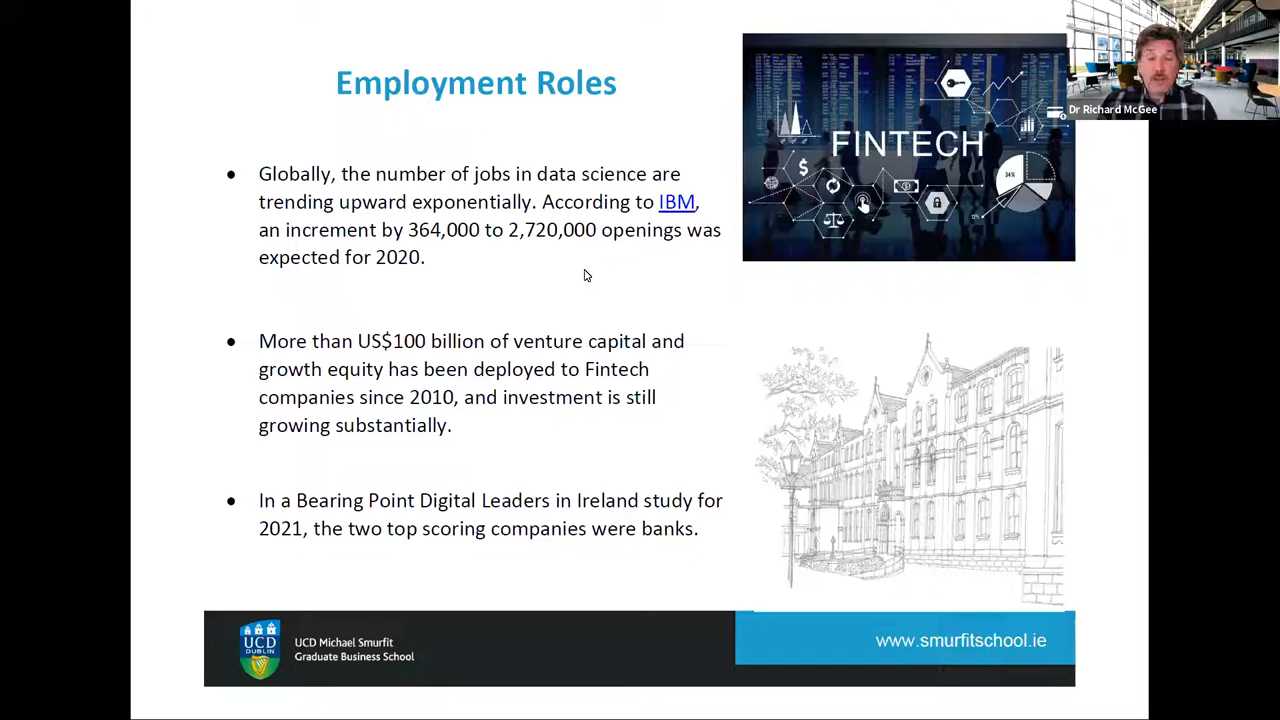 Employment Roles
Dr Richard McGee
FINTECH
$
34%
12%
● Globally, the number of jobs in data science are
trending upward exponentially. According to IBM,
an increment by 364,000 to 2,720,000 openings was
expected for 2020.
● More than US$100 billion of venture capital and
growth equity has been deployed to Fintech
companies since 2010, and investment is still
growing substantially.
● In a Bearing Point Digital Leaders in Ireland study for
2021, the two top scoring companies were banks.
UCD
DUBLIN
UCD Michael Smurfit
Graduate Business School
www.smurfitschool.ie